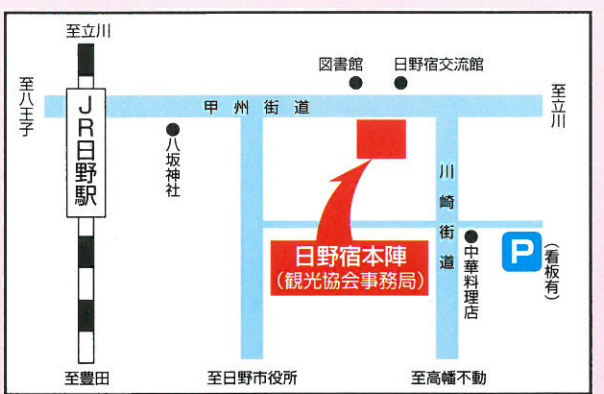 至立川
図書館
日野宿交流館
至八王子
至立川
甲州街道
JR日野駅
八坂神社
川崎街道
日野宿本陣
(観光協会事務局)
中華料理店
P
(看板有)
至豊田
至日野市役所
至高幡不動